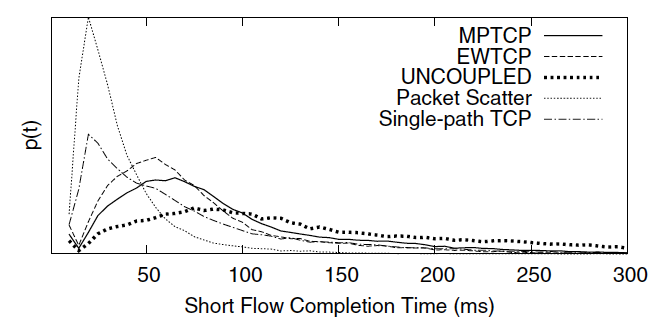 MPTCP
EWTCP
UNCOUPLED
Packet Scatter
Single-path TCP
p(t)
50 100 150 200 250 300
Short Flow Completion Time (ms)